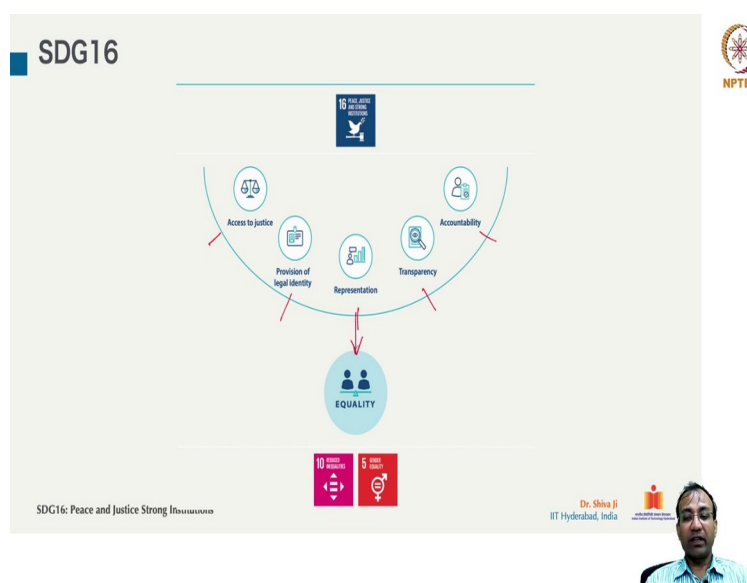 SDG16
16 PEACE, JUSTICE
AND STRONG
INSTITUTIONS
NPTE
Access to justice
Accountability
Provision of
legal identity
Representation
Transparency
EQUALITY
10 REDUCED
INEQUALITIES
5 GENDER
EQUALITY
SDG16: Peace and Justice Strong Institutions
Dr. Shiva Ji
IIT Hyderabad, India